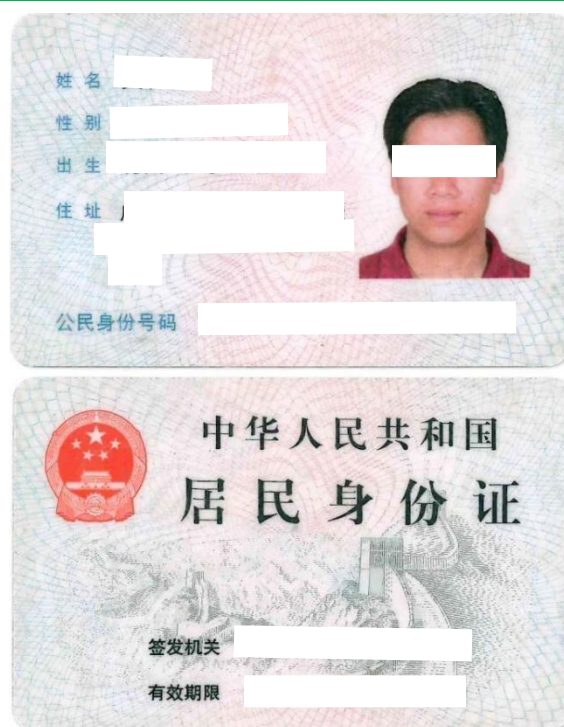 姓名
性别
出生
住址
公民身份号码
中华人民共和国
居民身份证
签发机关
有效期限